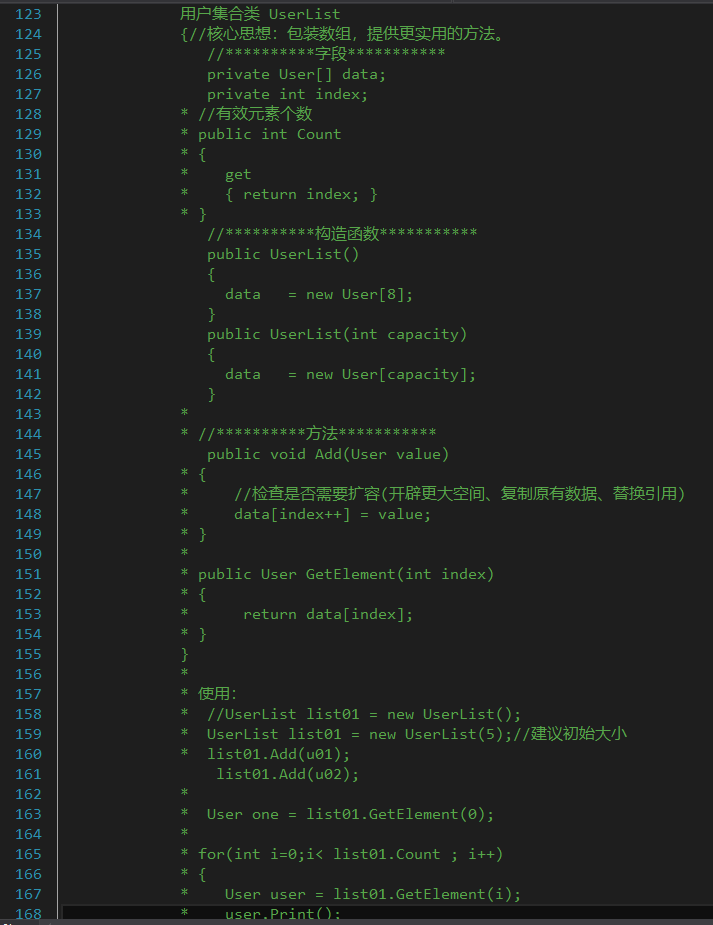 123 用户集合类 UserList
124 {//核心思想：包装数组，提供更实用的方法。
125 //**********字段***********
126 private User[] data;
127 private int index;
128 * //有效元素个数
129 * public int Count
130 * {
131 * get
132 * { return index; }
133 * }
134 //**********构造函数***********
135 public UserList()
136 {
137 data = new User[8];
138 }
139 public UserList(int capacity)
140 {
141 data = new User[capacity];
142 }
143 *
144 * //**********方法***********
145 public void Add(User value)
146 * {
147 * //检查是否需要扩容(开辟更大空间、复制原有数据、替换引用)
148 * data[index++] = value;
149 * }
150 *
151 * public User GetElement(int index)
152 * {
153 * return data[index];
154 * }
155 }
156 *
157 * 使用：
158 * //UserList list01 = new UserList();
159 * UserList list01 = new UserList(5);//建议初始大小
160 * list01.Add(u01);
161 list01.Add(u02);
162 *
163 * User one = list01.GetElement(0);
164 *
165 * for(int i=0;i< list01.Count ; i++)
166 * {
167 * User user = list01.GetElement(i);
168 * user.Print();